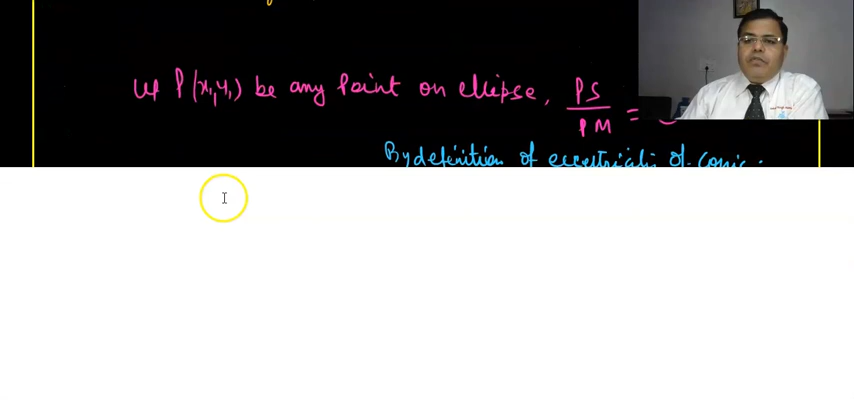 let P(x₁, y₁) be any Point on ellipse, PS/PM =
By definition of eccentricity of conic.